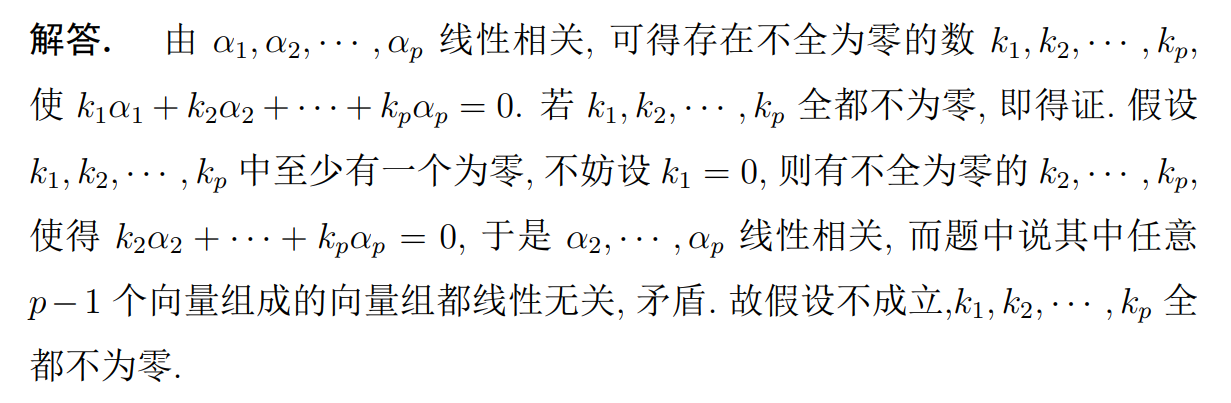 解答.　由 α₁, α₂, ⋯ , αₚ 线性相关, 可得存在不全为零的数 k₁, k₂, ⋯ , kₚ,
使 k₁α₁ + k₂α₂ + ⋯ + kₚαₚ = 0. 若 k₁, k₂, ⋯ , kₚ 全都不为零, 即得证. 假设
k₁, k₂, ⋯ , kₚ 中至少有一个为零, 不妨设 k₁ = 0, 则有不全为零的 k₂, ⋯ , kₚ,
使得 k₂α₂ + ⋯ + kₚαₚ = 0, 于是 α₂, ⋯ , αₚ 线性相关, 而题中说其中任意
p − 1 个向量组成的向量组都线性无关, 矛盾. 故假设不成立,k₁, k₂, ⋯ , kₚ 全
都不为零.